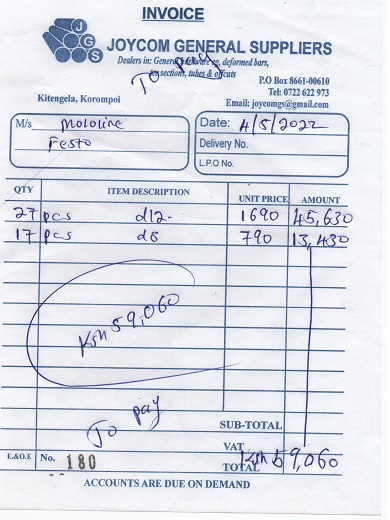 INVOICE
JGS
JOYCOM GENERAL SUPPLIERS
Dealers in: General hardware eg, deformed bars,
sections, tubes & offcuts
To pay
P.O Box 8661-00610
Tel: 0722 622 973
Kitengela, Korompoi
Email: joycomgs@gmail.com
M/s Mololine
Festo
Date: 4/5/2022
Delivery No.
L.P.O No.
QTY ITEM DESCRIPTION UNIT PRICE AMOUNT
27 pcs d12- 1690 45,630
17 pcs d8 790 13,430
Ksh 59,060
To pay
SUB-TOTAL
VAT
E.&O.E No. 180 TOTAL Ksh 59,060
ACCOUNTS ARE DUE ON DEMAND